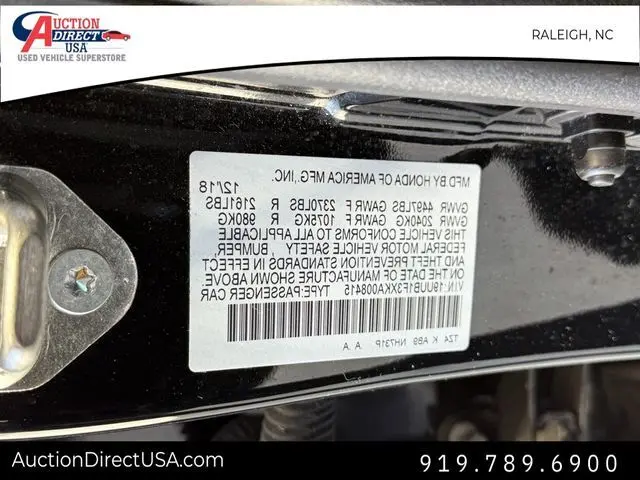 AUCTION
DIRECT
USA
USED VEHICLE SUPERSTORE
RALEIGH, NC
MFD BY HONDA OF AMERICA MFG., INC. 12/18
GVWR 4497LBS GAWR F 2370LBS R 2161LBS
GVWR 2040KG GAWR F 1075KG R 980KG
THIS VEHICLE CONFORMS TO ALL APPLICABLE
FEDERAL MOTOR VEHICLE SAFETY, BUMPER,
AND THEFT PREVENTION STANDARDS IN EFFECT
ON THE DATE OF MANUFACTURE SHOWN ABOVE.
VIN: 19UUB1F3XKA008415 TYPE:PASSENGER CAR
TZ4 K AB9 NH731P A A
AuctionDirectUSA.com
919.789.6900